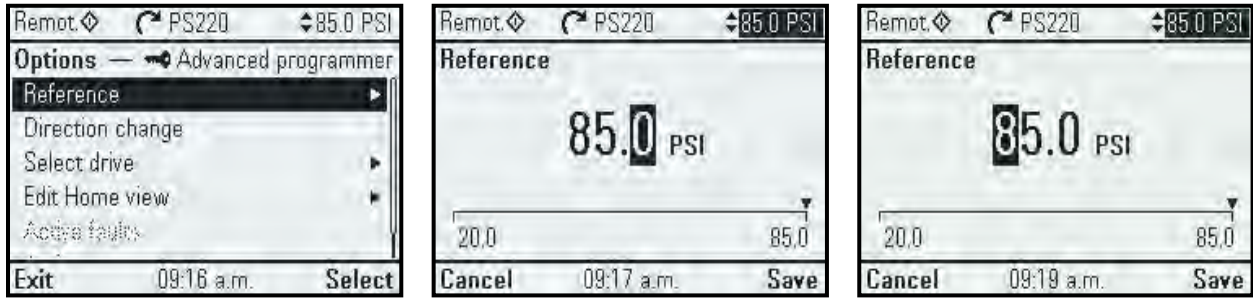 Remot. PS220 85.0 PSI
Options — Advanced programmer
Reference
Direction change
Select drive
Edit Home view
Active faults
Exit 09:16 a.m. Select
Remot. PS220 85.0 PSI
Reference
85.0 PSI
20.0 85.0
Cancel 09:17 a.m. Save
Remot. PS220 85.0 PSI
Reference
85.0 PSI
20.0 85.0
Cancel 09:19 a.m. Save